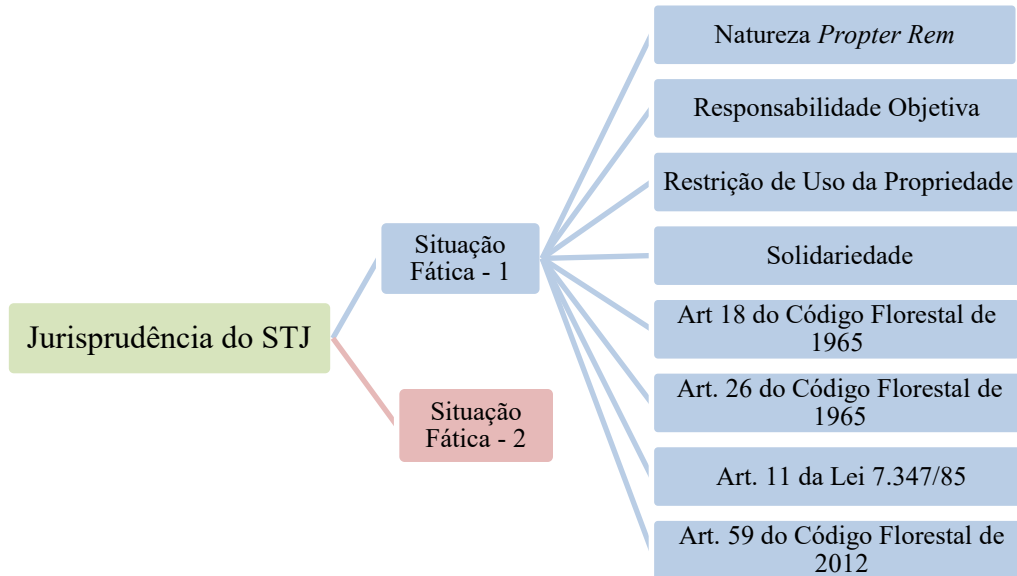 Jurisprudência do STJ
Situação
Fática - 1
Situação
Fática - 2
Natureza Propter Rem
Responsabilidade Objetiva
Restrição de Uso da Propriedade
Solidariedade
Art 18 do Código Florestal de
1965
Art. 26 do Código Florestal de
1965
Art. 11 da Lei 7.347/85
Art. 59 do Código Florestal de
2012